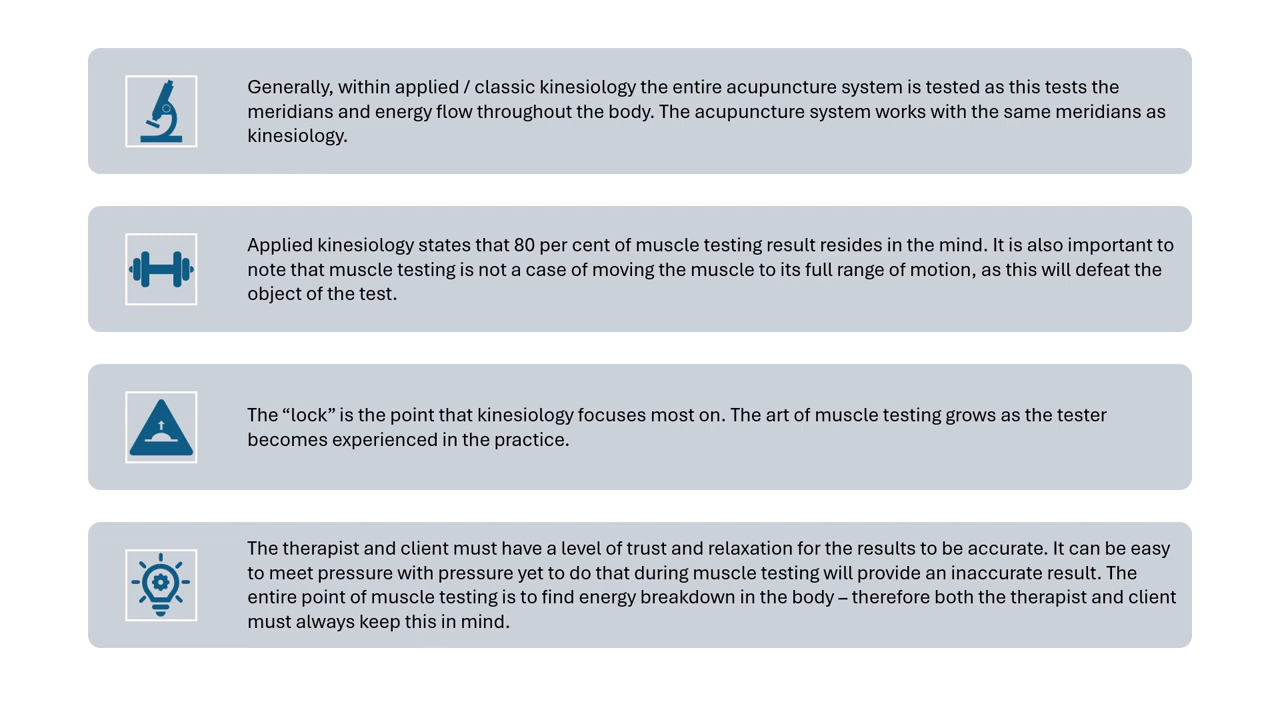 Generally, within applied / classic kinesiology the entire acupuncture system is tested as this tests the
meridians and energy flow throughout the body. The acupuncture system works with the same meridians as
kinesiology.
Applied kinesiology states that 80 per cent of muscle testing result resides in the mind. It is also important to
note that muscle testing is not a case of moving the muscle to its full range of motion, as this will defeat the
object of the test.
The “lock” is the point that kinesiology focuses most on. The art of muscle testing grows as the tester
becomes experienced in the practice.
The therapist and client must have a level of trust and relaxation for the results to be accurate. It can be easy
to meet pressure with pressure yet to do that during muscle testing will provide an inaccurate result. The
entire point of muscle testing is to find energy breakdown in the body – therefore both the therapist and client
must always keep this in mind.